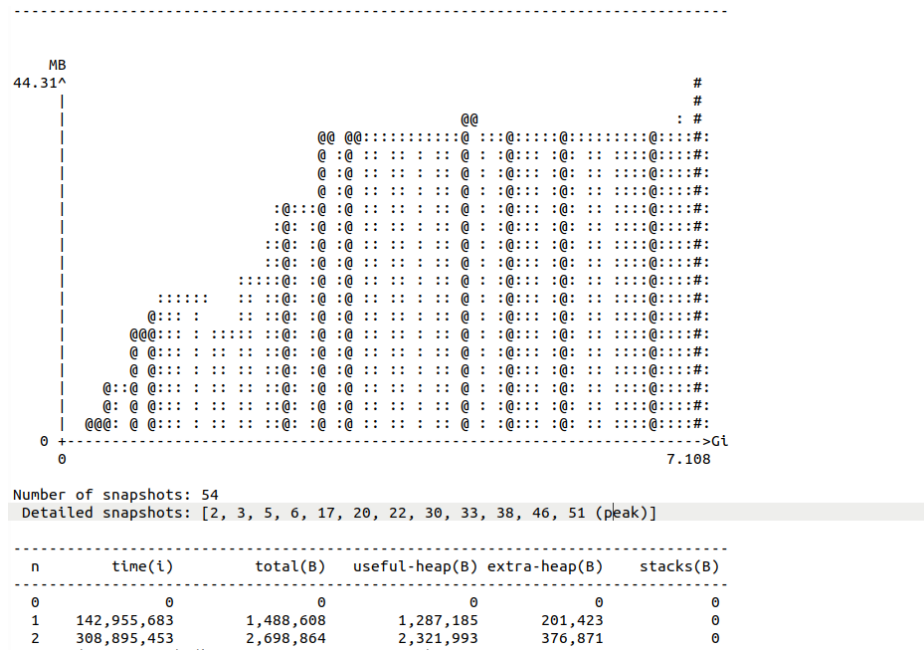 --------------------------------------------------------------------------------
    MB
44.31^                                                                      #
     |                                                                      #
     |                                            @@                      : #
     |                            @@ @@:::::::::::@ :::@:::::@:::::::::@::::#:
     |                            @ :@ :: :: : :: @ : :@::: :@: :: ::::@::::#:
     |                            @ :@ :: :: : :: @ : :@::: :@: :: ::::@::::#:
     |                            @ :@ :: :: : :: @ : :@::: :@: :: ::::@::::#:
     |                       :@:::@ :@ :: :: : :: @ : :@::: :@: :: ::::@::::#:
     |                       :@: :@ :@ :: :: : :: @ : :@::: :@: :: ::::@::::#:
     |                      ::@: :@ :@ :: :: : :: @ : :@::: :@: :: ::::@::::#:
     |                      ::@: :@ :@ :: :: : :: @ : :@::: :@: :: ::::@::::#:
     |                   :::::@: :@ :@ :: :: : :: @ : :@::: :@: :: ::::@::::#:
     |          ::::::   :: ::@: :@ :@ :: :: : :: @ : :@::: :@: :: ::::@::::#:
     |         @::: :    :: ::@: :@ :@ :: :: : :: @ : :@::: :@: :: ::::@::::#:
     |       @@@::: : ::::: ::@: :@ :@ :: :: : :: @ : :@::: :@: :: ::::@::::#:
     |       @ @::: : :: :: ::@: :@ :@ :: :: : :: @ : :@::: :@: :: ::::@::::#:
     |       @ @::: : :: :: ::@: :@ :@ :: :: : :: @ : :@::: :@: :: ::::@::::#:
     |    @::@ @::: : :: :: ::@: :@ :@ :: :: : :: @ : :@::: :@: :: ::::@::::#:
     |    @: @ @::: : :: :: ::@: :@ :@ :: :: : :: @ : :@::: :@: :: ::::@::::#:
     |  @@@: @ @::: : :: :: ::@: :@ :@ :: :: : :: @ : :@::: :@: :: ::::@::::#:
   0 +----------------------------------------------------------------------->Gi
     0                                                                   7.108
Number of snapshots: 54
 Detailed snapshots: [2, 3, 5, 6, 17, 20, 22, 30, 33, 38, 46, 51 (peak)]
--------------------------------------------------------------------------------
  n        time(i)         total(B)   useful-heap(B) extra-heap(B)    stacks(B)
--------------------------------------------------------------------------------
  0              0                0                0             0            0
  1    142,955,683        1,488,608        1,287,185       201,423            0
  2    308,895,453        2,698,864        2,321,993       376,871            0